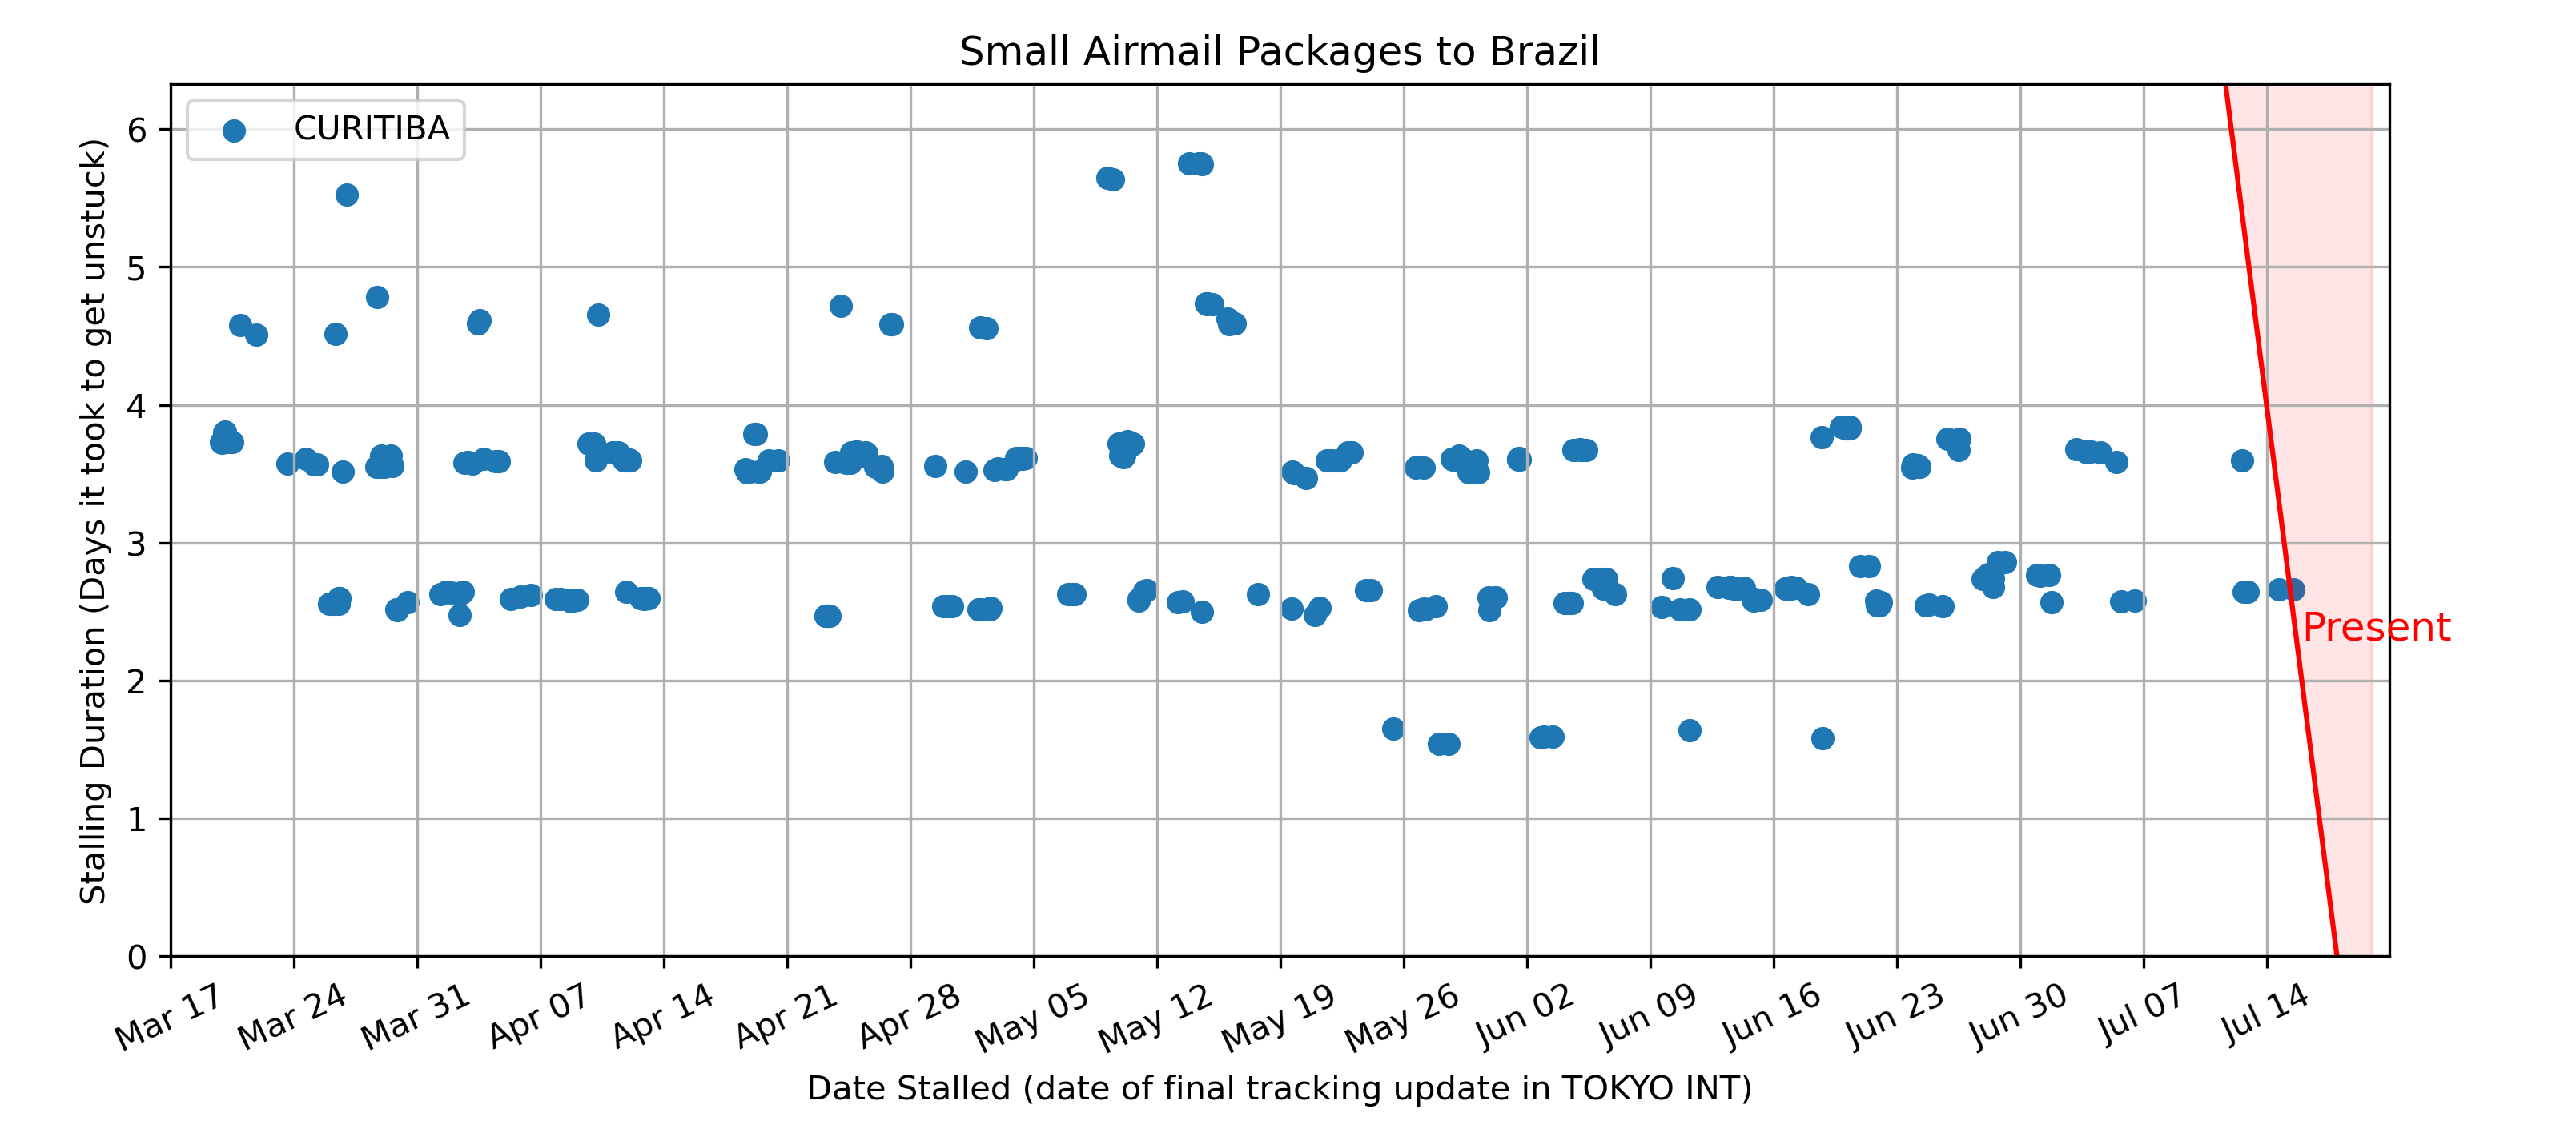 Small Airmail Packages to Brazil
CURITIBA
Stalling Duration (Days it took to get unstuck)
6
5
4
3
2
1
0
Present
Mar 17
Mar 24
Mar 31
Apr 07
Apr 14
Apr 21
Apr 28
May 05
May 12
May 19
May 26
Jun 02
Jun 09
Jun 16
Jun 23
Jun 30
Jul 07
Jul 14
Date Stalled (date of final tracking update in TOKYO INT)